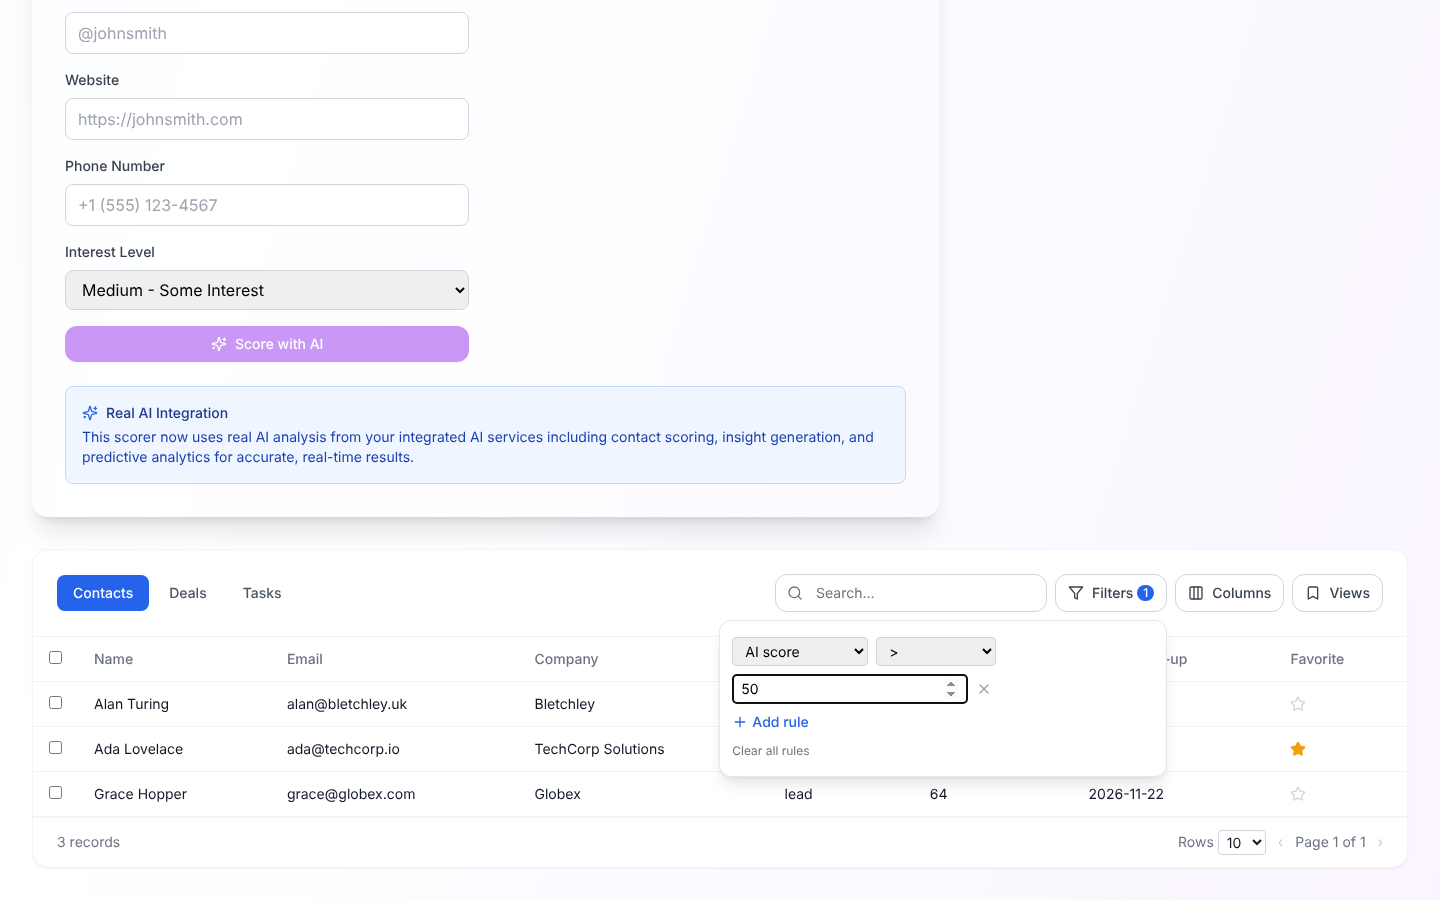 @johnsmith
Website
https://johnsmith.com
Phone Number
+1 (555) 123-4567
Interest Level
Medium - Some Interest
Score with AI
Real AI Integration
This scorer now uses real AI analysis from your integrated AI services including contact scoring, insight generation, and
predictive analytics for accurate, real-time results.
Contacts Deals Tasks Search... Filters 1 Columns Views
AI score >
50
Add rule
Clear all rules
Name Email Company -up Favorite
Alan Turing alan@bletchley.uk Bletchley
Ada Lovelace ada@techcorp.io TechCorp Solutions
Grace Hopper grace@globex.com Globex lead 64 2026-11-22
3 records Rows 10 ‹ Page 1 of 1 ›